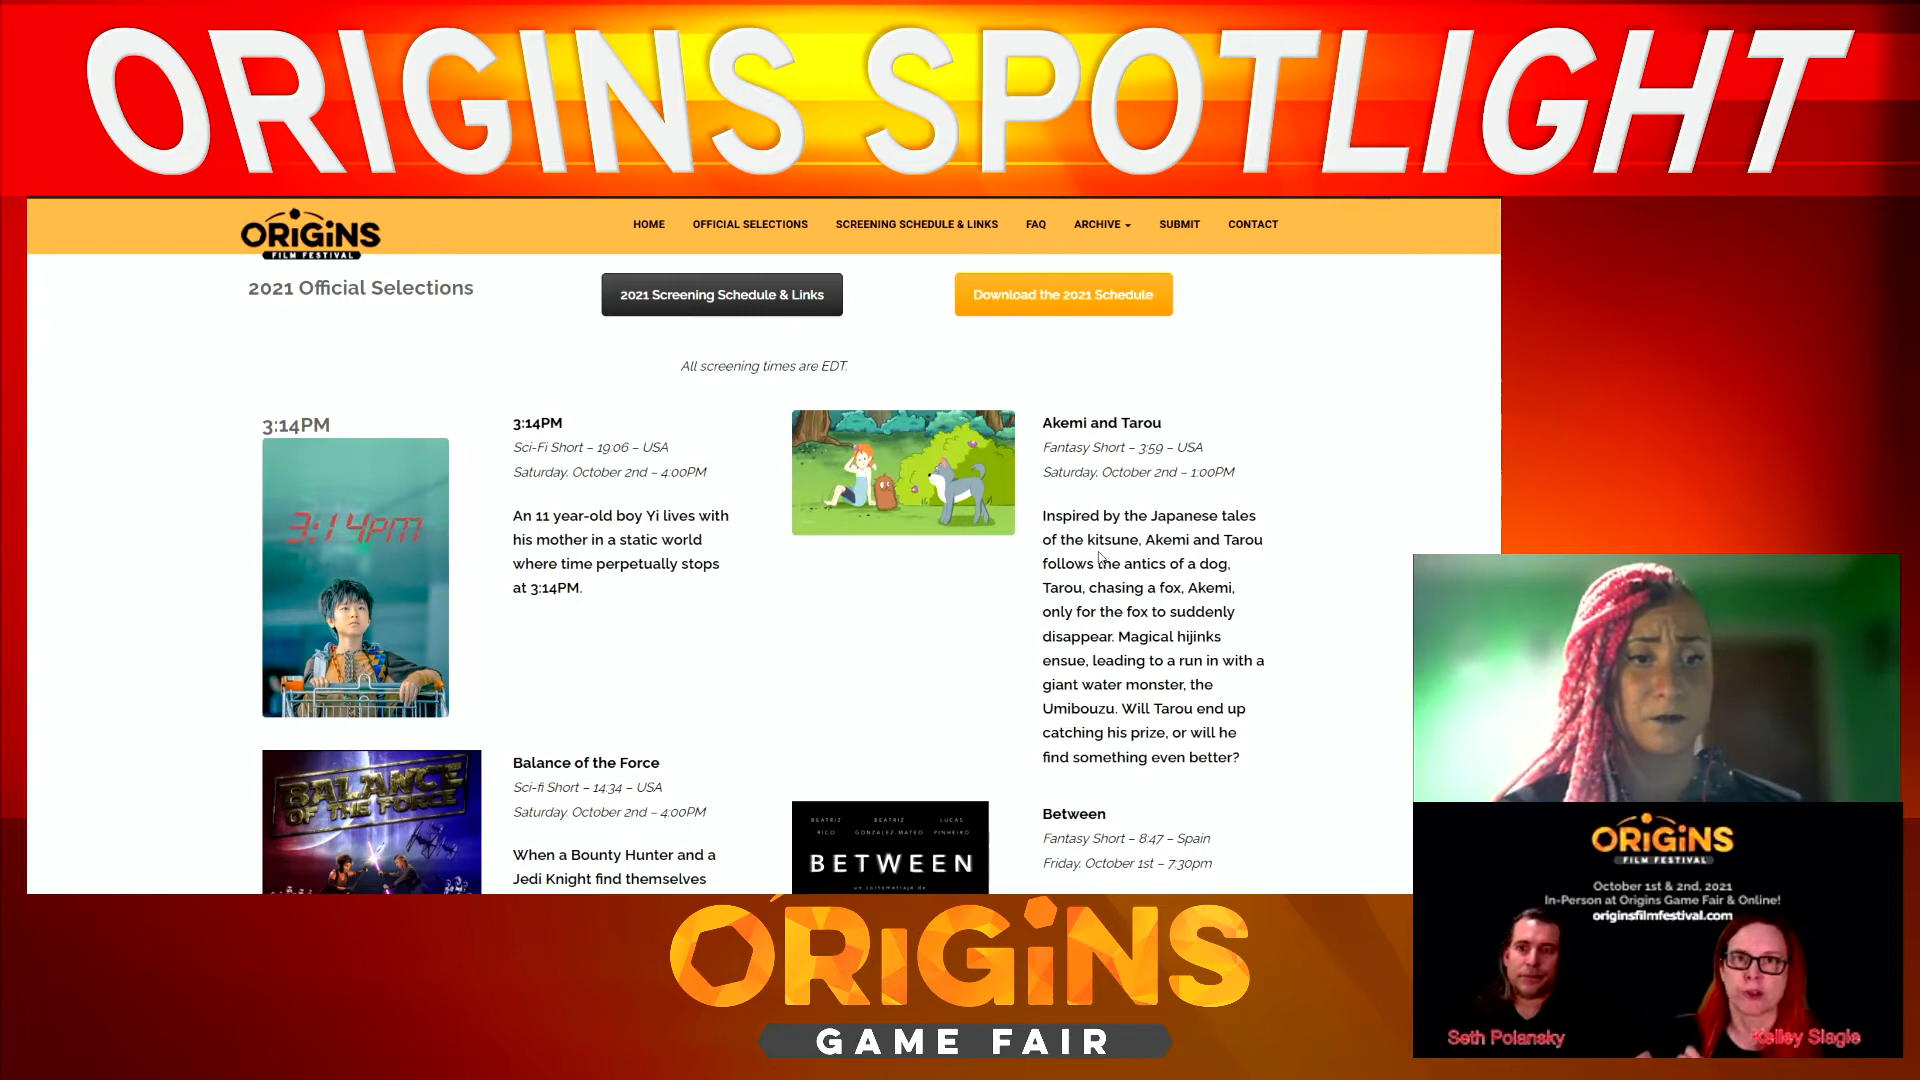 ORIGINS SPOTLIGHT
ORiGiNS
FILM FESTIVAL
HOME
OFFICIAL SELECTIONS
SCREENING SCHEDULE & LINKS
FAQ
ARCHIVE
SUBMIT
CONTACT
2021 Official Selections
2021 Screening Schedule & Links
Download the 2021 Schedule
All screening times are EDT.
3:14PM
3:14PM
3:14PM
Sci-Fi Short – 19:06 – USA
Saturday, October 2nd – 4:00PM
An 11 year-old boy Yi lives with
his mother in a static world
where time perpetually stops
at 3:14PM.
Akemi and Tarou
Fantasy Short – 3:59 – USA
Saturday, October 2nd – 1:00PM
Inspired by the Japanese tales
of the kitsune, Akemi and Tarou
follows the antics of a dog,
Tarou, chasing a fox, Akemi,
only for the fox to suddenly
disappear. Magical hijinks
ensue, leading to a run in with a
giant water monster, the
Umibouzu. Will Tarou end up
catching his prize, or will he
find something even better?
BALANCE
OF THE FORCE
Balance of the Force
Sci-fi Short – 14:34 – USA
Saturday, October 2nd – 4:00PM
When a Bounty Hunter and a
Jedi Knight find themselves
BEATRIZ BEATRIZ LUCAS
RICO GONZALEZ-MATEO PINHEIRO
BETWEEN
un cortometraje de
Between
Fantasy Short – 8:47 – Spain
Friday, October 1st – 7:30pm
ORiGiNS
FILM FESTIVAL
October 1st & 2nd, 2021
In-Person at Origins Game Fair & Online!
originsfilmfestival.com
Seth Polansky
Kelley Slagle
ORiGiNS
GAME FAIR